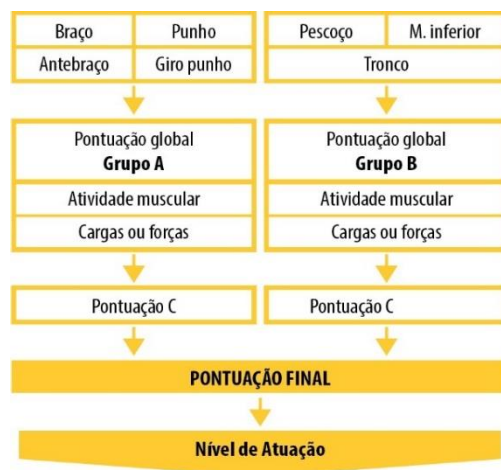 Braço
Punho
Antebraço
Giro punho
Pescoço
M. inferior
Tronco
Pontuação global
Grupo A
Atividade muscular
Cargas ou forças
Pontuação global
Grupo B
Atividade muscular
Cargas ou forças
Pontuação C
Pontuação C
PONTUAÇÃO FINAL
Nível de Atuação